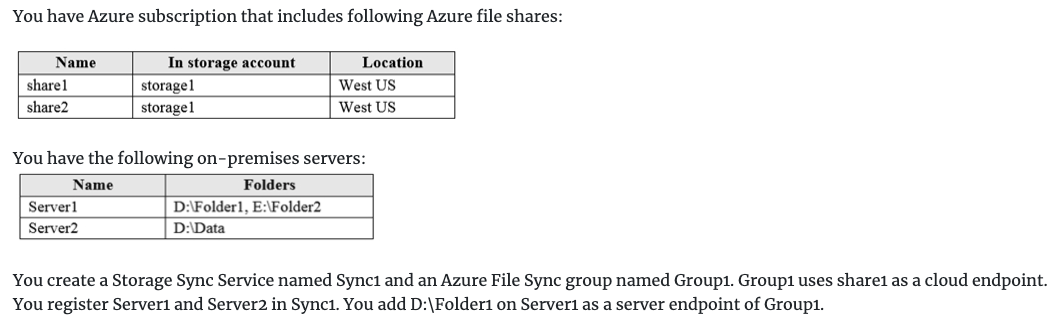 You have Azure subscription that includes following Azure file shares:
Name In storage account Location
share1 storage1 West US
share2 storage1 West US
You have the following on-premises servers:
Name Folders
Server1 D:\Folder1, E:\Folder2
Server2 D:\Data
You create a Storage Sync Service named Sync1 and an Azure File Sync group named Group1. Group1 uses share1 as a cloud endpoint.
You register Server1 and Server2 in Sync1. You add D:\Folder1 on Server1 as a server endpoint of Group1.